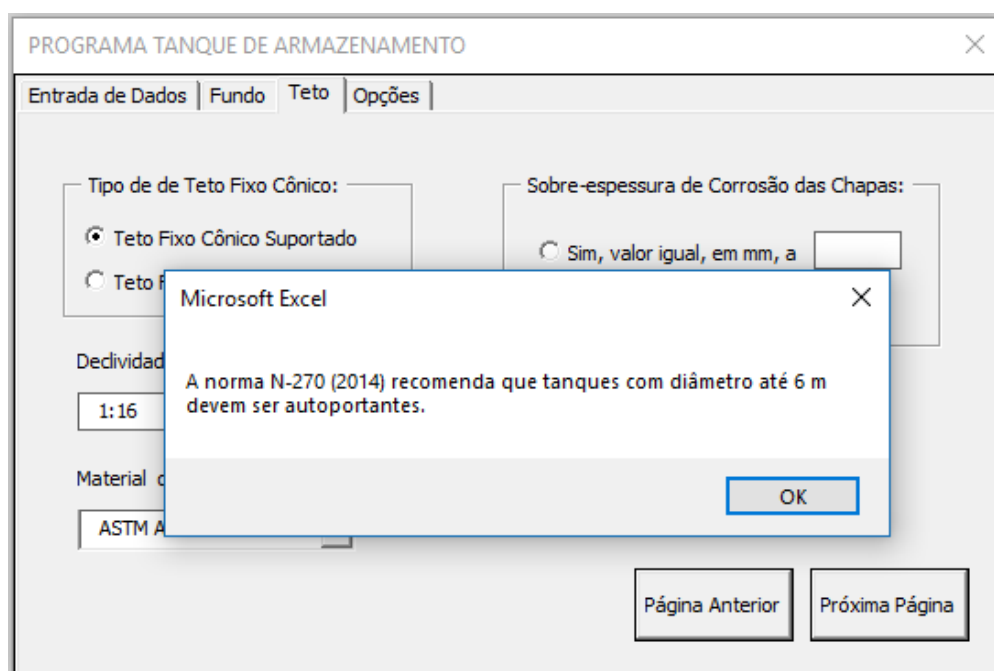 PROGRAMA TANQUE DE ARMAZENAMENTO
Entrada de Dados
Fundo
Teto
Opções
Tipo de de Teto Fixo Cônico:
Teto Fixo Cônico Suportado
Teto
Sobre-espessura de Corrosão das Chapas:
Sim, valor igual, em mm, a
Microsoft Excel
A norma N-270 (2014) recomenda que tanques com diâmetro até 6 m
devem ser autoportantes.
OK
Declividad
1:16
Material
ASTM A
Página Anterior
Próxima Página